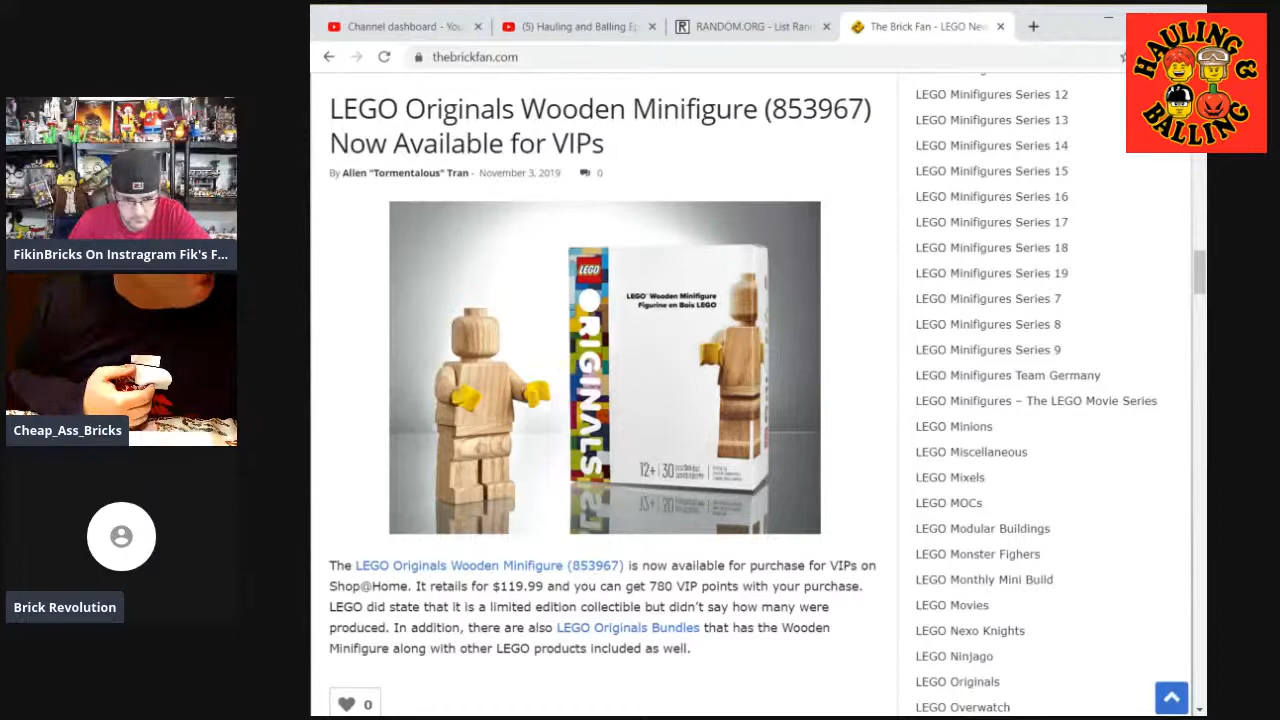 Channel dashboard - You
(5) Hauling and Balling Ep
RANDOM.ORG - List Ran
The Brick Fan - LEGO New
thebrickfan.com
HAULING &
BALLING
LEGO Originals Wooden Minifigure (853967)
Now Available for VIPs
By Allen "Tormentalous" Tran - November 3, 2019 0
LEGO
ORIGINALS
LEGO Wooden Minifigure
Figurine en Bois LEGO
12+
The LEGO Originals Wooden Minifigure (853967) is now available for purchase for VIPs on
Shop@Home. It retails for $119.99 and you can get 780 VIP points with your purchase.
LEGO did state that it is a limited edition collectible but didn't say how many were
produced. In addition, there are also LEGO Originals Bundles that has the Wooden
Minifigure along with other LEGO products included as well.
0
LEGO Minifigures Series 12
LEGO Minifigures Series 13
LEGO Minifigures Series 14
LEGO Minifigures Series 15
LEGO Minifigures Series 16
LEGO Minifigures Series 17
LEGO Minifigures Series 18
LEGO Minifigures Series 19
LEGO Minifigures Series 7
LEGO Minifigures Series 8
LEGO Minifigures Series 9
LEGO Minifigures Team Germany
LEGO Minifigures – The LEGO Movie Series
LEGO Minions
LEGO Miscellaneous
LEGO Mixels
LEGO MOCs
LEGO Modular Buildings
LEGO Monster Fighers
LEGO Monthly Mini Build
LEGO Movies
LEGO Nexo Knights
LEGO Ninjago
LEGO Originals
LEGO Overwatch
FikinBricks On Instragram Fik's F...
Cheap_Ass_Bricks
Brick Revolution